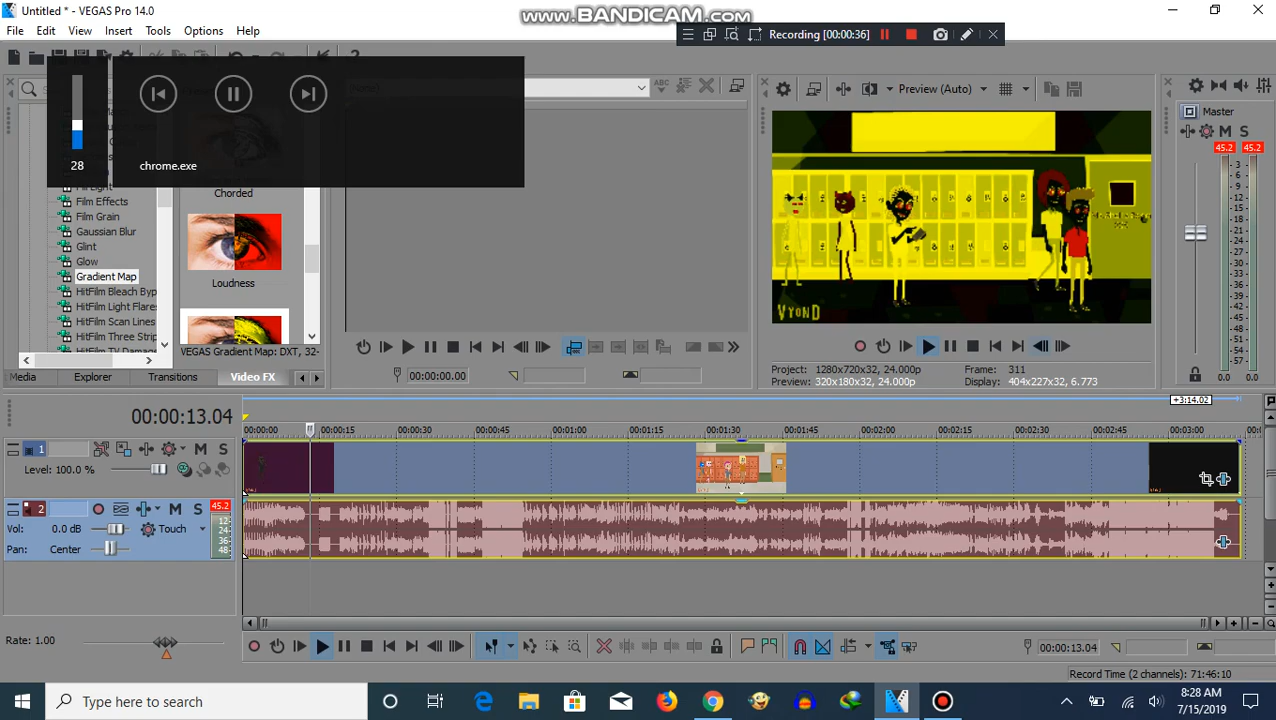 Untitled * - VEGAS Pro 14.0
www.BANDICAM.com
Recording [00:00:36]
File Edit View Insert Tools Options Help
(None)
Preview (Auto)
Master
28
chrome.exe
Film Effects
Film Grain
Gaussian Blur
Glint
Glow
Gradient Map
HitFilm Bleach Byp
HitFilm Light Flares
HitFilm Scan Lines
HitFilm Three Strip
Chorded
Loudness
VEGAS Gradient Map: DXT, 32-
Media Explorer Transitions Video FX
00:00:00.00
VYOND
Project: 1280x720x32, 24.000p
Preview: 320x180x32, 24.000p
Frame: 311
Display: 404x227x32, 6.773
M S
45.2 45.2
3
6
9
12
15
18
21
24
27
30
33
36
39
42
45
48
51
54
57
0.0 0.0
+3:14.02
00:00:13.04
00:00:00 00:00:15 00:00:30 00:00:45 00:01:00 00:01:15 00:01:30 00:01:45 00:02:00 00:02:15 00:02:30 00:02:45 00:03:00 00:0
1 M S
Level: 100.0 %
2 M S 45.2
Vol: 0.0 dB Touch
Pan: Center
12
24
36
48
Rate: 1.00
00:00:13.04
Record Time (2 channels): 71:46:10
Type here to search
8:28 AM
7/15/2019